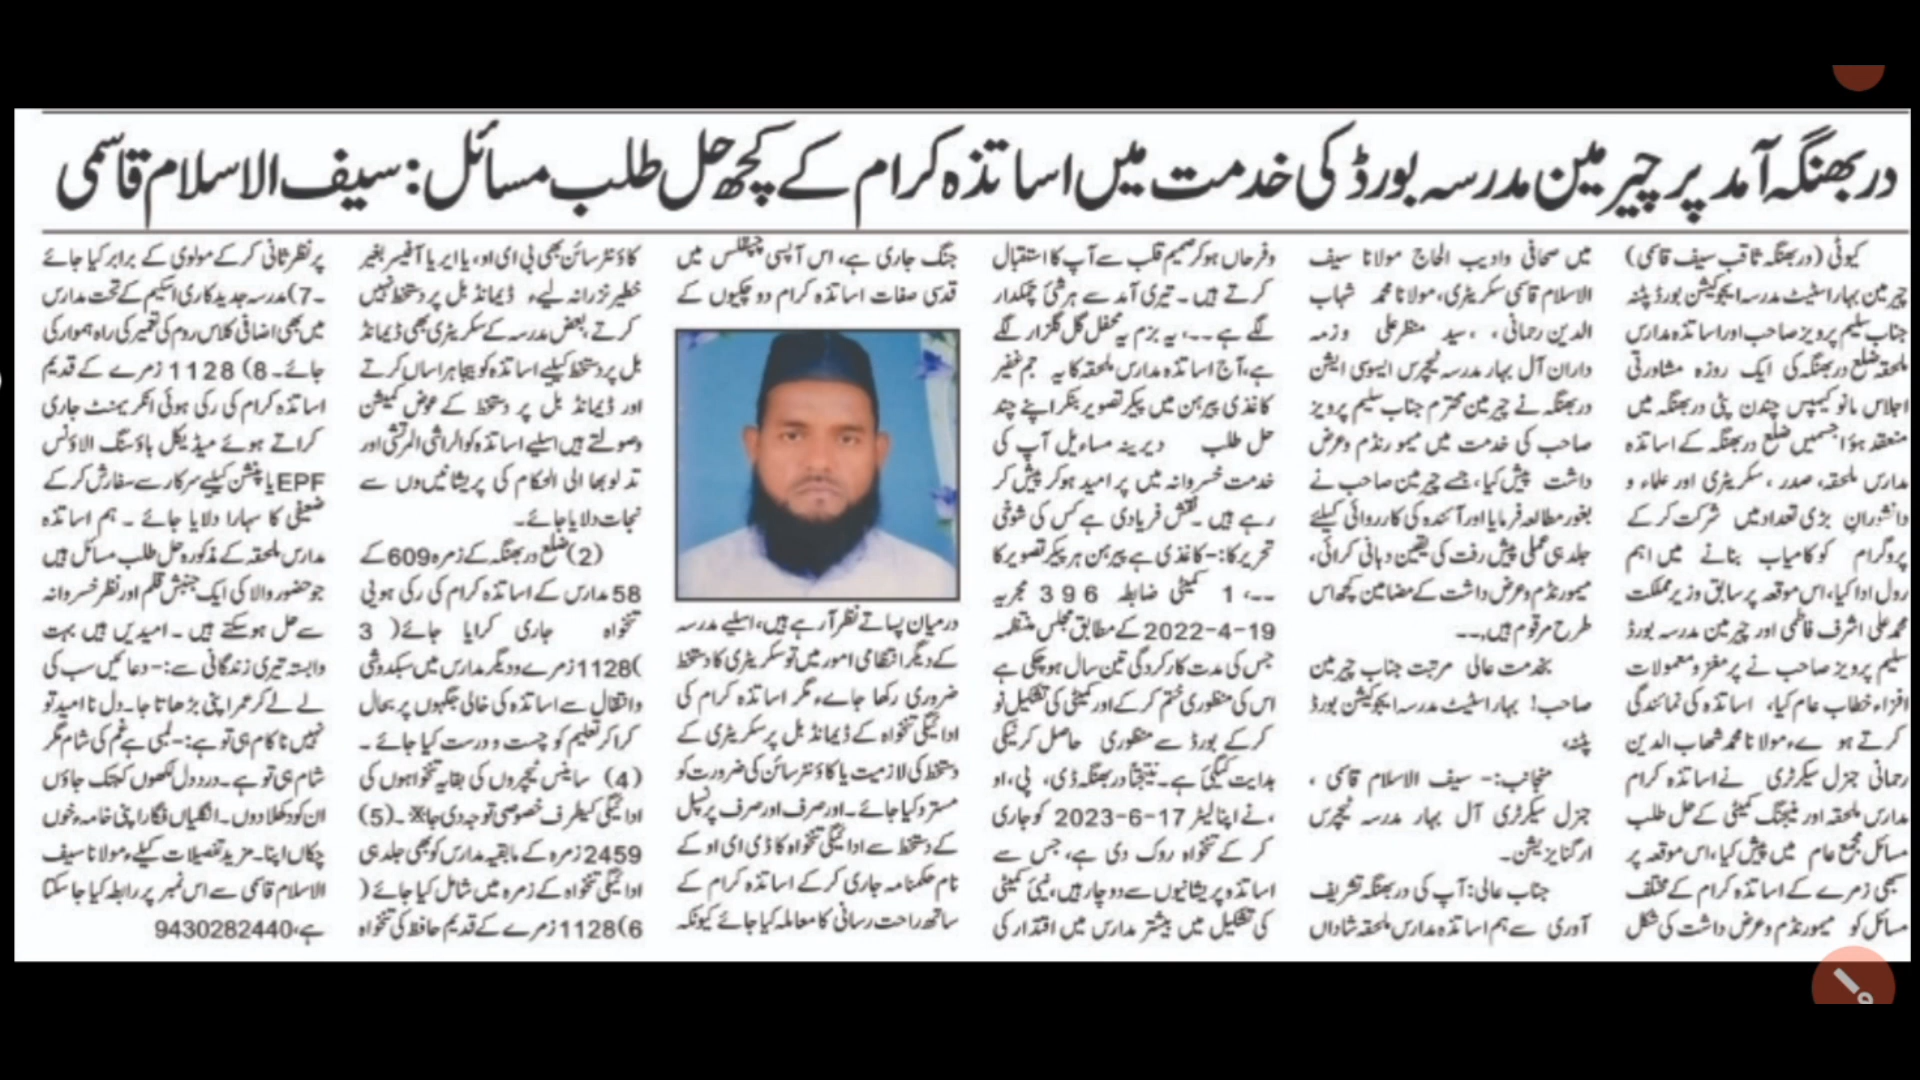 دربھنگہ آمد پر چیرمین مدرسہ بورڈ کی خدمت میں اساتذہ کرام کے کچھ حل طلب مسائل: سیف الاسلام قاسمی
کیوٹی (دربھنگہ ثاقب سیف قاسمی)
چیرمین بہار اسٹیٹ مدرسہ ایجوکیشن بورڈ پٹنہ
جناب سلیم پرویز صاحب اور اساتذہ مدارس
ملحقہ ضلع دربھنگہ کی ایک روزہ مشاورتی
اجلاس مانو کیمپس چندن پٹی دربھنگہ میں
منعقد ہؤا جسمیں ضلع دربھنگہ کے اساتذہ
مدارس ملحقہ، صدر ، سکریٹری اور علماء و
دانشوران بڑی تعداد میں شرکت کر کے
پروگرام کو کامیاب بنانے میں اہم
رول ادا کیا، اس موقعہ پر سابق وزیر مملکت
محمد علی اشرف فاطمی اور چیرمین مدرسہ بورڈ
سلیم پرویز صاحب نے پر مغز و معمولات
افزاء خطاب عام کیا، اساتذہ کی نمائندگی
کرتے ہو ے، مولانا محمد شھاب الدین
رحمانی جنرل سیکرٹری نے اساتذہ کرام
مدارس ملحقہ اور منیجنگ کمیٹی کے حل طلب
مسائل مجمع عام میں پیش کیا، اس موقعہ پر
سبھی زمرے کے اساتذہ کرام کے مختلف
مسائل کو میمورنڈم و عرض داشت کی شکل
میں صحافی وادیب الحاج مولانا سیف
الاسلام قاسمی سکریٹری، مولانا محمد شہاب
الدین رحمانی ، ، سید منظر علی وزمہ
داران آل بہار مدرسہ ٹیچرس ایسوسی ایشن
دربھنگہ نے چیرمین محترم جناب سلیم پرویز
صاحب کی خدمت میں میمورنڈم و عرض
داشت پیش کیا، جسے چیرمین صاحب نے
بغور مطالعہ فرمایا اور آئندہ کی کارروائی کیلئے
جلد ہی عملی پیش رفت کی یقین دہانی کرائی،
میمورنڈم و عرض داشت کے مضامین کچھ اس
طرح مرقوم ہیں،--
بخدمت عالی مرتبت جناب چیرمین
صاحب! بہار اسٹیٹ مدرسہ ایجوکیشن بورڈ
پٹنہ،
منجانب:- سیف الاسلام قاسمی ،
جنرل سیکرٹری آل بہار مدرسہ ٹیچرس
ارگنایزیشن۔
جناب عالی: آپ کی دربھنگہ تشریف
آوری سے ہم اساتذہ مدارس ملحقہ شاداں
وفرحاں ہو کر صمیم قلب سے آپ کا استقبال
کرتے ہیں۔ تیری آمد سے ہر شئ چمکدار
لگے ہے ۔۔، یہ بزم یہ محفل گل گلزار لگے
ہے، آج اساتذہ مدارس ملحقہ کا یہ جم غفیر
کاغذی پیرہن میں پیکر تصویر بنکر اپنے چند
حل طلب دیرینہ مساءیل آپ کی
خدمت خسروانہ میں پر امید ہو کر پیش کر
رہے ہیں۔ نقش فریادی ہے کس کی شوخی
تحریر کا:- کاغذی ہے پیرہن ہر پیکر تصویر کا
--، 1 کمیٹی ضابطہ 396 مجریہ
19-4-2022 کے مطابق مجلس منتظمہ
جس کی مدت کارکردگی تین سال ہو چکی ہے
اس کی منظوری ختم کر کے اور کمیٹی کی تشکیل نو
کر کے بورڈ سے منظوری حاصل کرنیکی
ہدایت کیگئی ہے۔ نتیجتاً دربھنگہ ڈی، پی، او
،نے اپنا لیٹر 17-6-2023 کو جاری
کر کے تنخواہ روک دی ہے، جس سے
اساتذہ پریشانیوں سے دوچار ہیں، نیئ کمیٹی
کی تشکیل میں بیشتر مدارس میں اقتدار کی
جنگ جاری ہے، اس آپسی چپقلس میں
قدسی صفات اساتذہ کرام دو چکیوں کے
درمیان پساتے نظر آرہے ہیں، اسلیے مدرسہ
کے دیگر انتظامی امور میں تو سکریٹری کا دستخط
ضروری رکھا جاے، مگر اساتذہ کرام کی
ادائیگی تنخواہ کے ڈیمانڈ بل پر سکریٹری کے
دستخط کی لازمیت یا کاؤنٹر سائن کی ضرورت کو
مسترد کیا جائے۔ اور صرف اور صرف پرنسپل
کے دستخط سے ادائیگی تنخواہ کا ڈی ای او کے
نام حکمنامہ جاری کر کے اساتذہ کرام کے
ساتھ راحت رسانی کا معاملہ کیا جائے کیونکہ
کاؤنٹر سائن بھی بی ای او، یا ایریا آفیسر بغیر
خطیر نزرانہ لیے، ڈیمانڈ بل پر دستخط نہیں
کرتے، بعض مدرسہ کے سکریٹری بھی ڈیمانڈ
بل پر دستخط کیلیے اساتذہ کو بیجا ہراساں کرتے
اور ڈیمانڈ بل پر دستخط کے عوض کمیشن
وصولتے ہیں اسلیے اساتذہ کو الراشی المرتشی اور
تدلوبھا الی الحکام کی پریشانیوں سے
نجات دلایا جائے۔
(2) ضلع دربھنگہ کے زمرہ 609 کے
58 مدارس کے اساتذہ کرام کی رکی ہویی
تنخواہ جاری کرایا جائے( 3
)1128 زمرے و دیگر مدارس میں سبکدوشی
و انتقال سے اساتذہ کی خالی جگہوں پر بحال
کرا کر تعلیم کو چست و درست کیا جائے ۔
(4) ساینس ٹیچروں کی بقایہ تنخواہوں کی
ادائیگی کیطرف خصوصی توجہ دی جا۔ (5)
2459 زمرہ کے مابقیہ مدارس کو بھی جلد ہی
ادائیگی تنخواہ کے زمرہ میں شامل کیا جائے (
6)1128 زمرے کے قدیم حافظ کی تنخواہ
پر نظر ثانی کر کے مولوی کے برابر کیا جائے
۔7) مدرسہ جدید کاری اسکیم کے تحت مدارس
میں بھی اضافی کلاس روم کی تعمیر کی راہ ہموار کی
جائے۔ 8) 1128 زمرے کے قدیم
اساتذہ کرام کی رکی ہوئی انکریمنٹ جاری
کراتے ہوئے میڈیکل ہاؤسنگ الاؤنس
EPF یا پنشن کیلیے سرکار سے سفارش کر کے
ضعیفی کا سہارا دلایا جائے ۔ ہم اساتذہ
مدارس ملحقہ کے مذکورہ حل طلب مسائل ہیں
جو حضور والا کی ایک جنبش قلم اور نظر خسروانہ
سے حل ہو سکتے ہیں ۔ امیدیں ہیں بہت
وابستہ تیری زندگانی سے:- دعائیں سب کی
لے لے کر عمر اپنی بڑھاتا جا۔ دل نا امید تو
نہیں ناکام ہی تو ہے:- لمبی ہے غم کی شام مگر
شام ہی تو ہے۔ درد دل لکھوں کبتک جاؤں
ان کو دکھلا دوں۔ انگلیاں فگار اپنی خامہء خوں
چکاں اپنا۔ مزید تفصیلات کیلیے، مولانا سیف
الاسلام قاسمی سے اس نمبر پر رابطہ کیا جا سکتا
ہے، 9430282440